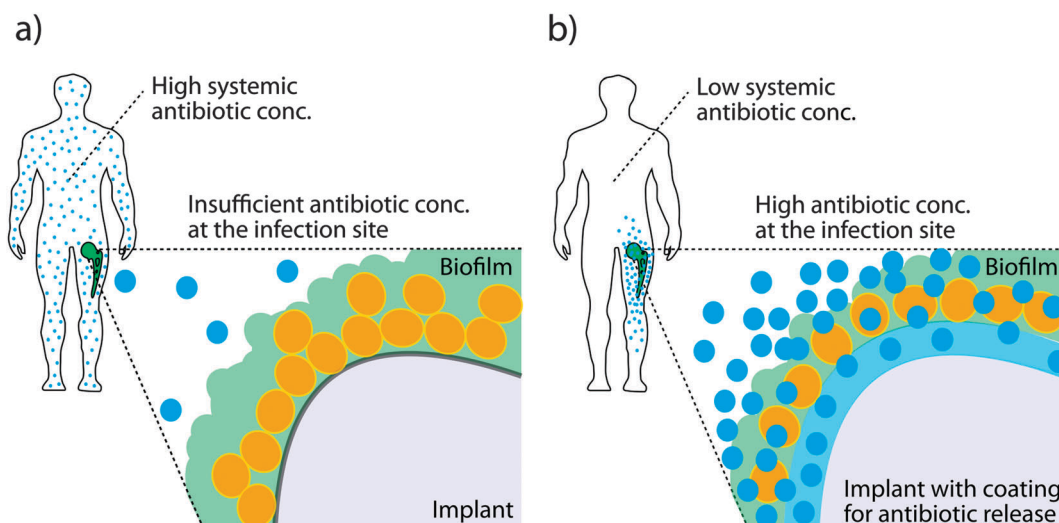 a)
High systemic
antibiotic conc.
Insufficient antibiotic conc.
at the infection site
Biofilm
Implant
b)
Low systemic
antibiotic conc.
High antibiotic conc.
at the infection site
Biofilm
Implant with coating
for antibiotic release